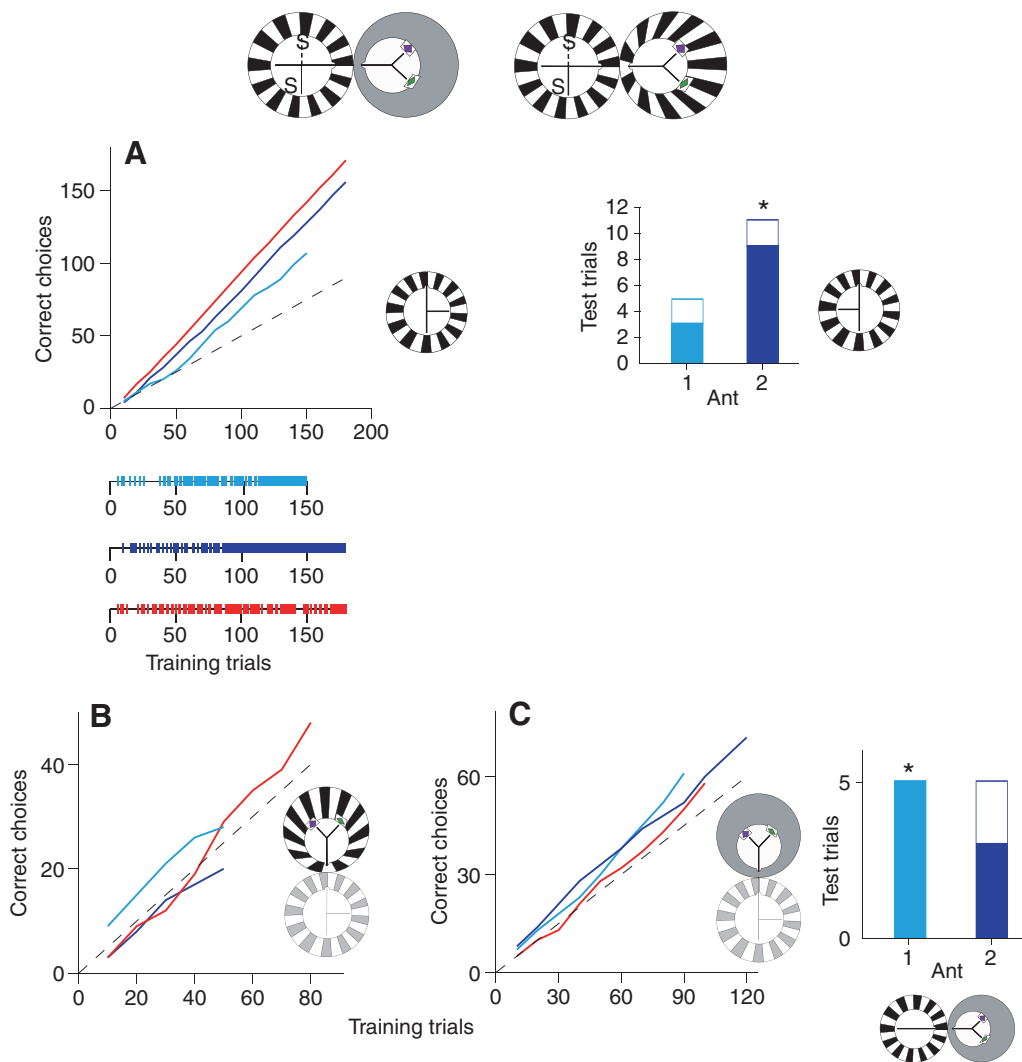 S S
S S
A
Correct choices
150
100
50
0
0 50 100 150 200
Test trials
12
10
8
6
4
2
0
*
1 2
Ant
0 50 100 150
0 50 100 150
0 50 100 150
Training trials
B
Correct choices
40
20
0
0 20 40 60 80
C
Correct choices
60
30
0
0 30 60 90 120
Training trials
Test trials
5
0
*
1 2
Ant